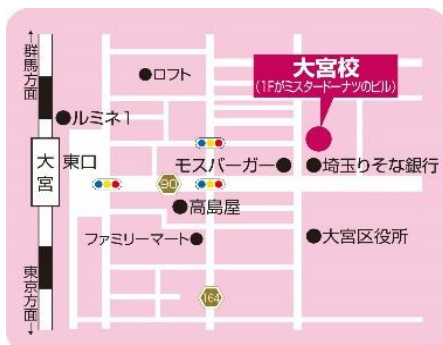 群馬方面
ロフト
大宮校
(1Fがミスタードーナツのビル)
ルミネ1
大宮
東口
モスバーガー
埼玉りそな銀行
90
高島屋
ファミリーマート
大宮区役所
東京方面
164